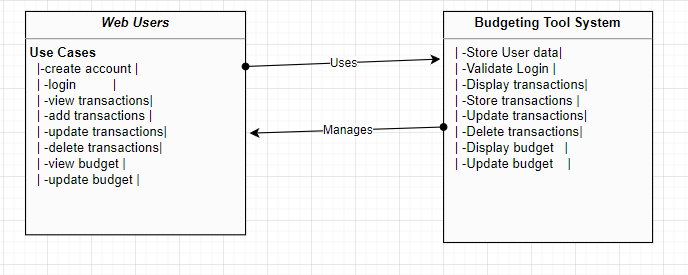 Web Users
Use Cases
|-create account |
| -login |
| -view transactions|
| -add transactions |
| -update transactions|
| -delete transactions|
| -view budget |
| -update budget |
Uses
Manages
Budgeting Tool System
| -Store User data|
| -Validate Login |
| -Display transactions|
| -Store transactions |
| -Update transactions|
| -Delete transactions|
| -Display budget |
| -Update budget |